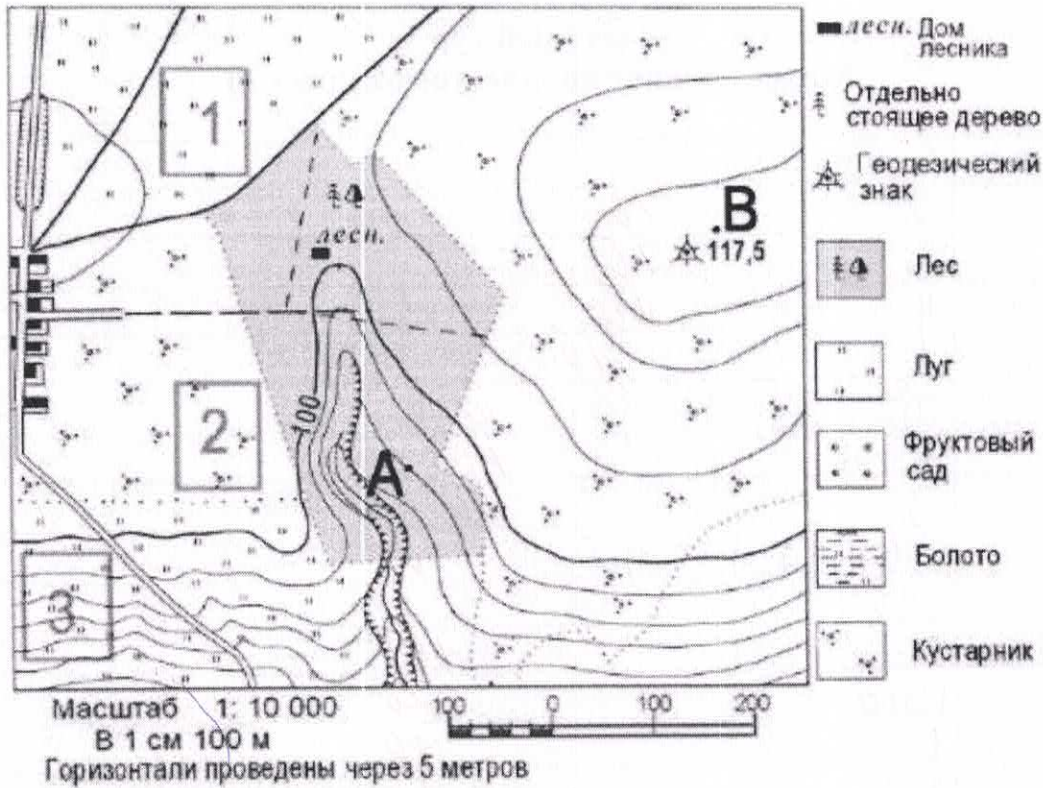 лесн. Дом
лесника
Отдельно
стоящее дерево
Геодезический
знак
Лес
Луг
Фруктовый
сад
Болото
Кустарник
1
2
3
лесн.
100
А
.В
117,5
Масштаб 1: 10 000
В 1 см 100 м
Горизонтали проведены через 5 метров
100 0 100 200